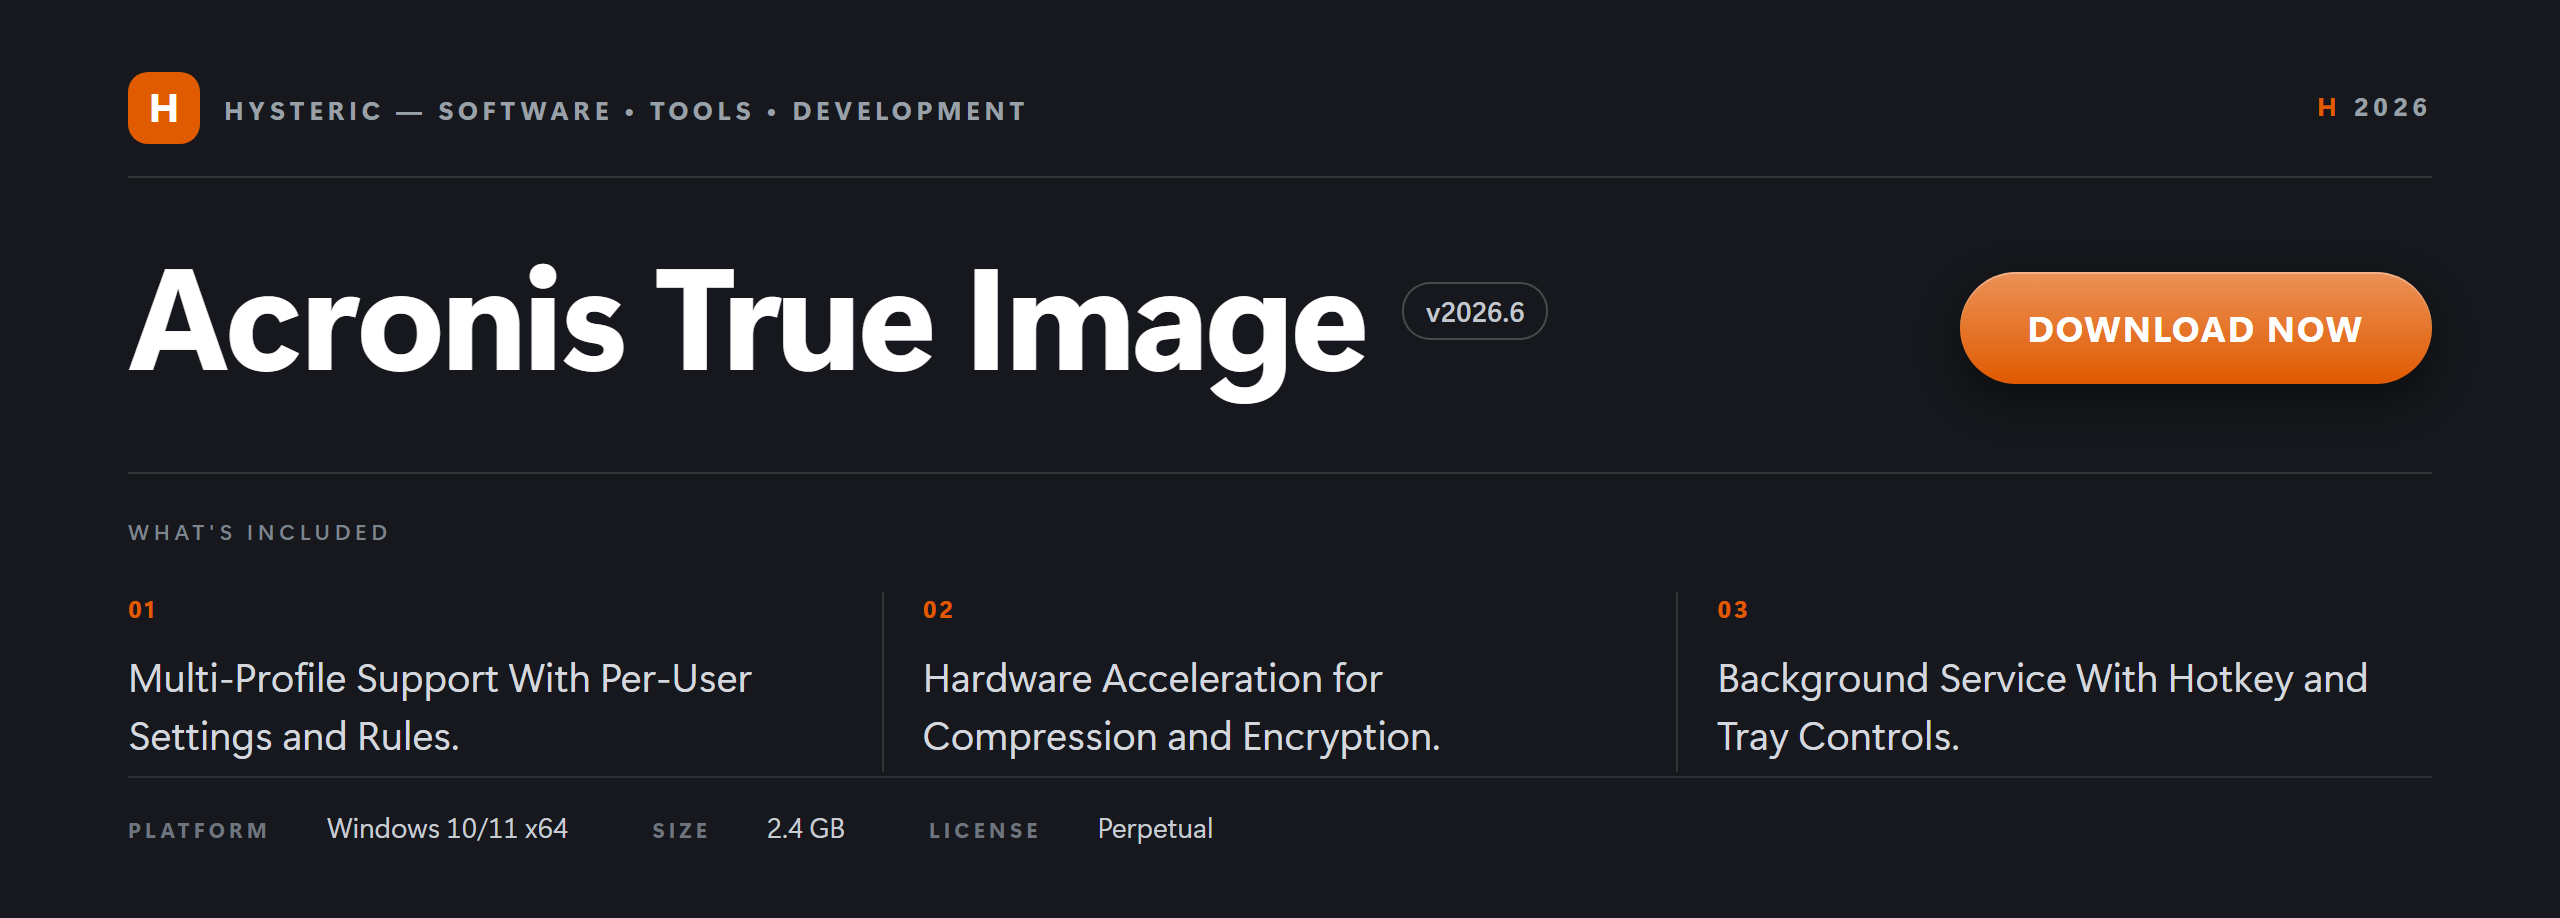 H
HYSTERIC — SOFTWARE • TOOLS • DEVELOPMENT
H 2026
Acronis True Image
v2026.6
DOWNLOAD NOW
WHAT'S INCLUDED
01
Multi-Profile Support With Per-User
Settings and Rules.
02
Hardware Acceleration for
Compression and Encryption.
03
Background Service With Hotkey and
Tray Controls.
PLATFORM Windows 10/11 x64 SIZE 2.4 GB LICENSE Perpetual